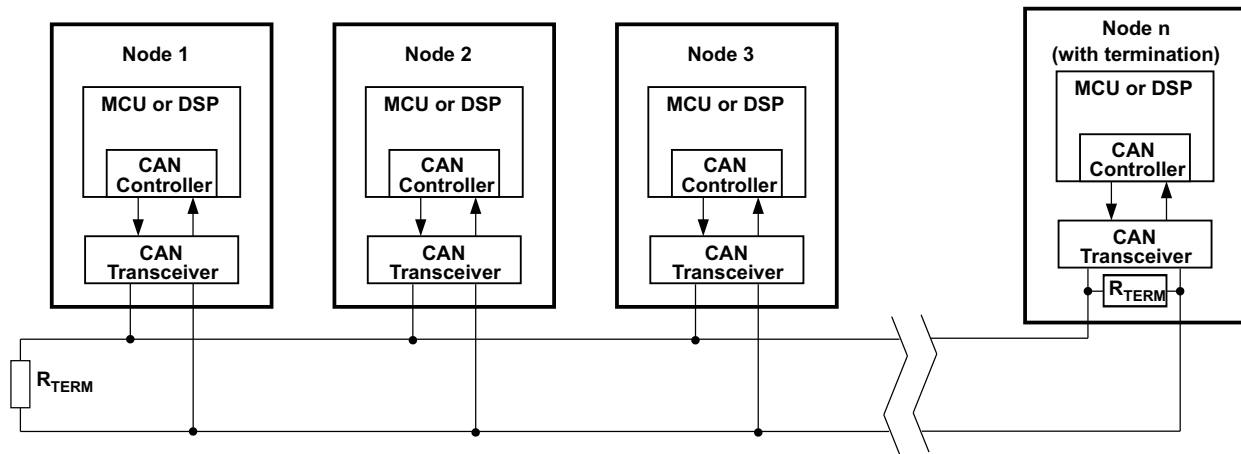 Node 1
MCU or DSP
CAN
Controller
CAN
Transceiver
Node 2
MCU or DSP
CAN
Controller
CAN
Transceiver
Node 3
MCU or DSP
CAN
Controller
CAN
Transceiver
Node n
(with termination)
MCU or DSP
CAN
Controller
CAN
Transceiver
RTERM
RTERM